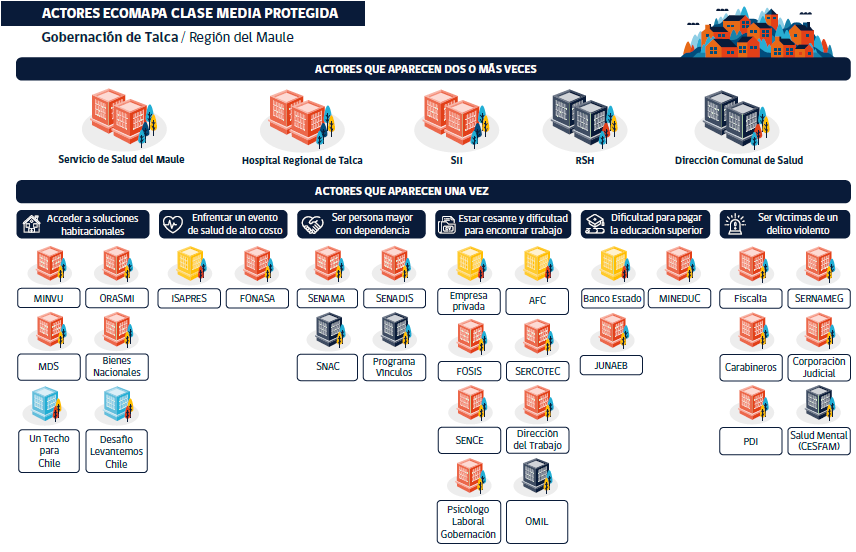 ACTORES ECOMAPA CLASE MEDIA PROTEGIDA
Gobernación de Talca / Región del Maule
ACTORES QUE APARECEN DOS O MÁS VECES
Servicio de Salud del Maule
Hospital Regional de Talca
SII
RSH
Dirección Comunal de Salud
ACTORES QUE APARECEN UNA VEZ
Acceder a soluciones
habitacionales
MINVU
ORASMI
MDS
Bienes
Nacionales
Un Techo
para
Chile
Desafío
Levantemos
Chile
Enfrentar un evento
de salud de alto costo
ISAPRES
FONASA
Ser persona mayor
con dependencia
SENAMA
SENADIS
SNAC
Programa
Vínculos
Estar cesante y dificultad
para encontrar trabajo
Empresa
privada
AFC
FOSIS
SERCOTEC
SENCE
Dirección
del Trabajo
Psicólogo
Laboral
Gobernación
OMIL
Dificultad para pagar
la educación superior
Banco Estado
MINEDUC
JUNAEB
Ser víctimas de un
delito violento
Fiscalía
SERNAMEG
Carabineros
Corporación
Judicial
PDI
Salud Mental
(CESFAM)